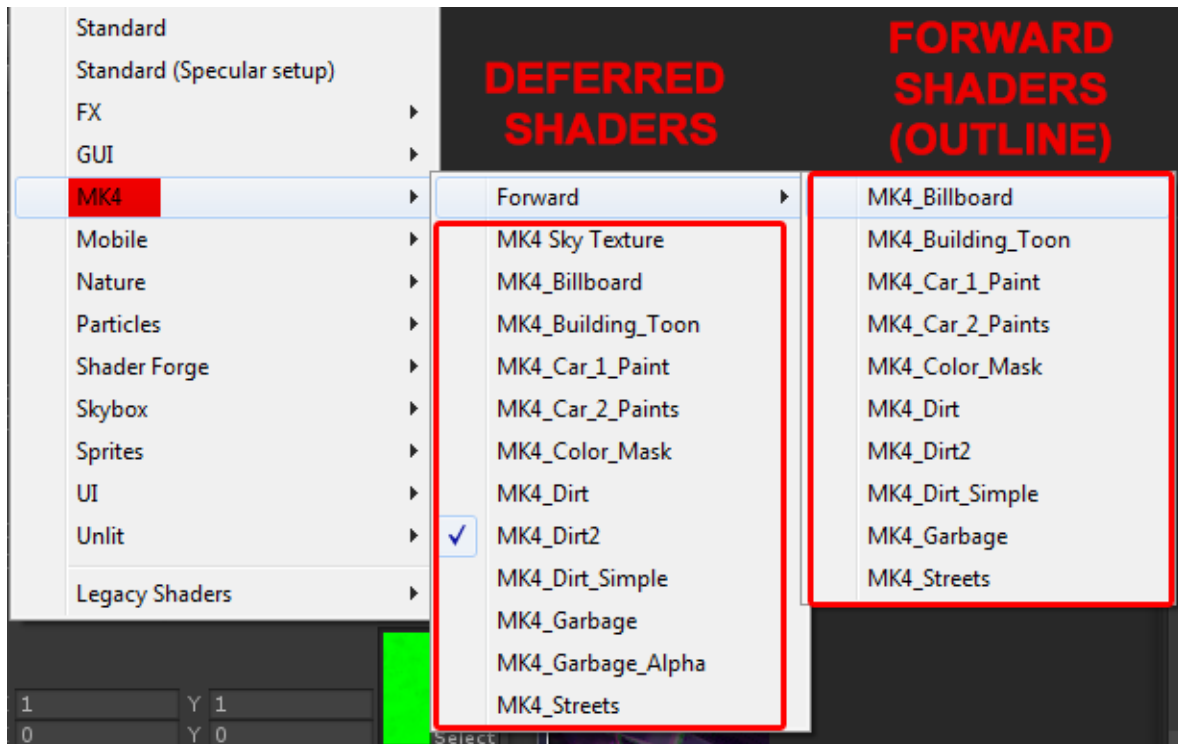 Standard
Standard (Specular setup)
FX
GUI
MK4
Mobile
Nature
Particles
Shader Forge
Skybox
Sprites
UI
Unlit
Legacy Shaders
DEFERRED
SHADERS
Forward
MK4 Sky Texture
MK4_Billboard
MK4_Building_Toon
MK4_Car_1_Paint
MK4_Car_2_Paints
MK4_Color_Mask
MK4_Dirt
MK4_Dirt2
MK4_Dirt_Simple
MK4_Garbage
MK4_Garbage_Alpha
MK4_Streets
FORWARD
SHADERS
(OUTLINE)
MK4_Billboard
MK4_Building_Toon
MK4_Car_1_Paint
MK4_Car_2_Paints
MK4_Color_Mask
MK4_Dirt
MK4_Dirt2
MK4_Dirt_Simple
MK4_Garbage
MK4_Streets
1 Y 1
0 Y 0
Select